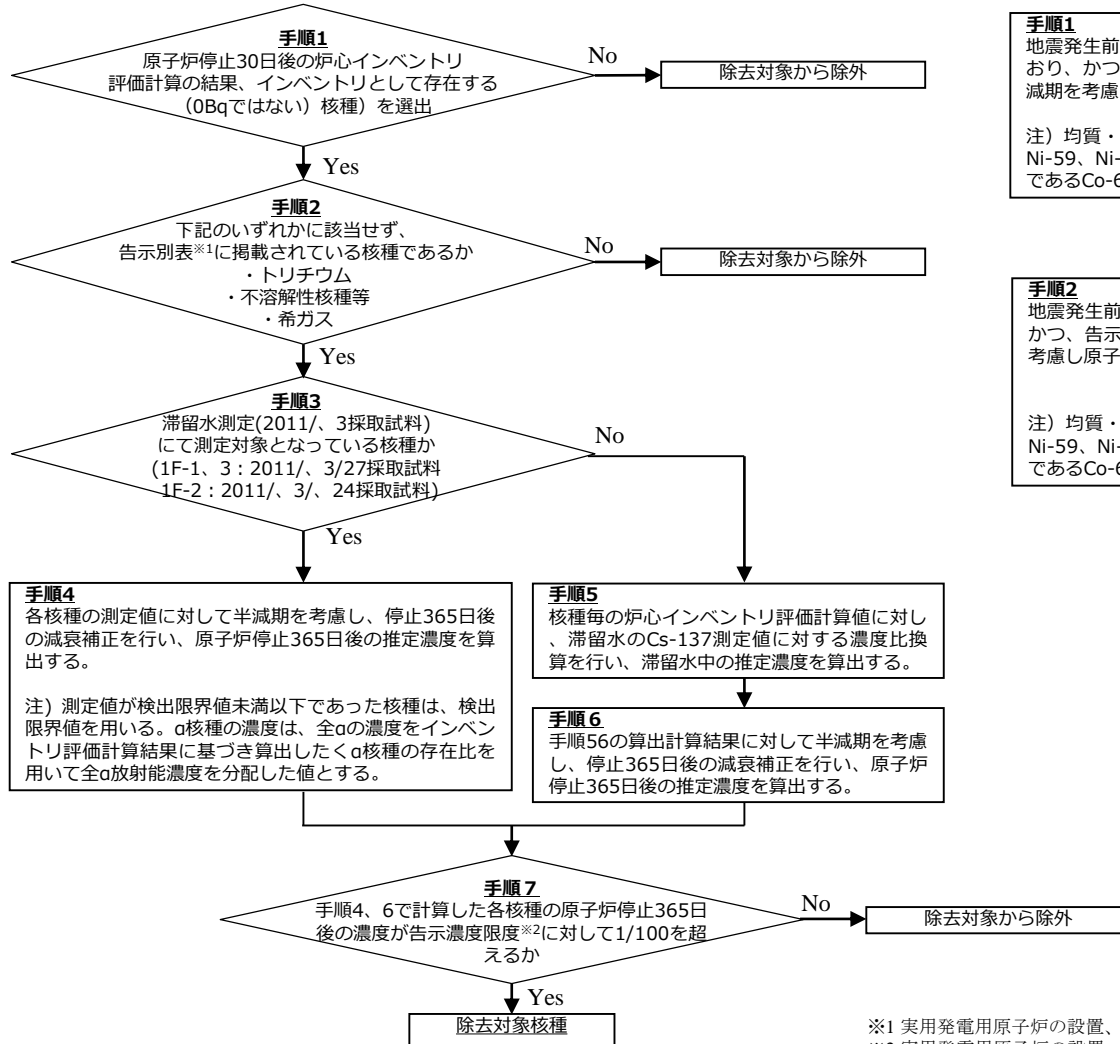 手順1
原子炉停止30日後の炉心インベントリ
評価計算の結果、インベントリとして存在する
(0Bqではない)核種)を選出
No
除去対象から除外
Yes
手順2
下記のいずれかに該当せず、
告示別表※1に掲載されている核種であるか
・トリチウム
・不溶解性核種等
・希ガス
No
除去対象から除外
Yes
手順3
滞留水測定(2011/、3採取試料)
にて測定対象となっている核種か
(1F-1、3：2011/、3/27採取試料
1F-2：2011/、3/、24採取試料)
No
Yes
手順4
各核種の測定値に対して半減期を考慮し、停止365日後
の減衰補正を行い、原子炉停止365日後の推定濃度を算
出する。
注) 測定値が検出限界値未満以下であった核種は、検出
限界値を用いる。α核種の濃度は、全αの濃度をインベン
トリ評価計算結果に基づき算出したくα核種の存在比を
用いて全α放射能濃度を分配した値とする。
手順5
核種毎の炉心インベントリ評価計算値に対し
、滞留水のCs-137測定値に対する濃度比換
算を行い、滞留水中の推定濃度を算出する。
手順６
手順56の算出計算結果に対して半減期を考慮
し、停止365日後の減衰補正を行い、原子炉
停止365日後の推定濃度を算出する。
手順７
手順4、6で計算した各核種の原子炉停止365日
後の濃度が告示濃度限度※2に対して1/100を超
えるか
No
除去対象から除外
Yes
除去対象核種
手順1
地震発生前
おり、かつ
減期を考慮
注）均質・
Ni-59、Ni-
であるCo-6
手順2
地震発生前
かつ、告示
考慮し原子
注）均質・
Ni-59、Ni-
であるCo-6
※1 実用発電用原子炉の設置、